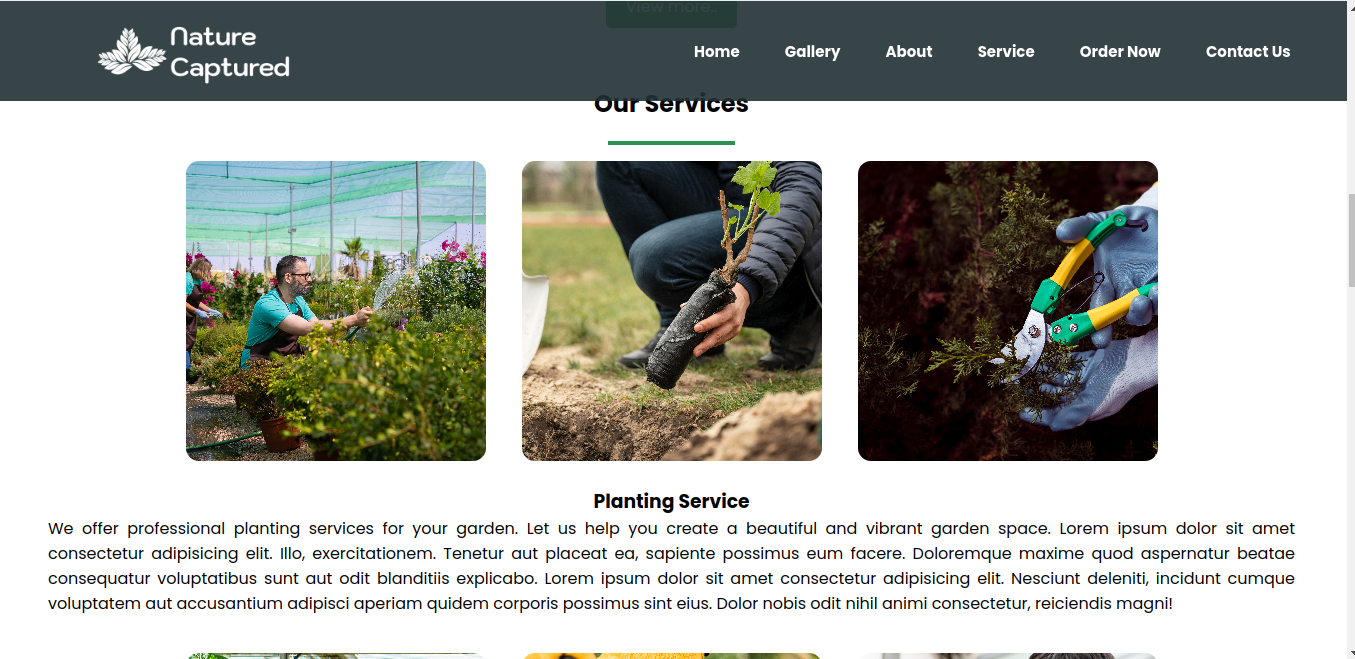 View more..
Nature
Captured
Home
Gallery
About
Service
Order Now
Contact Us
Our Services
Planting Service
We offer professional planting services for your garden. Let us help you create a beautiful and vibrant garden space. Lorem ipsum dolor sit amet
consectetur adipisicing elit. Illo, exercitationem. Tenetur aut placeat ea, sapiente possimus eum facere. Doloremque maxime quod aspernatur beatae
consequatur voluptatibus sunt aut odit blanditiis explicabo. Lorem ipsum dolor sit amet consectetur adipisicing elit. Nesciunt deleniti, incidunt cumque
voluptatem aut accusantium adipisci aperiam quidem corporis possimus sint eius. Dolor nobis odit nihil animi consectetur, reiciendis magni!